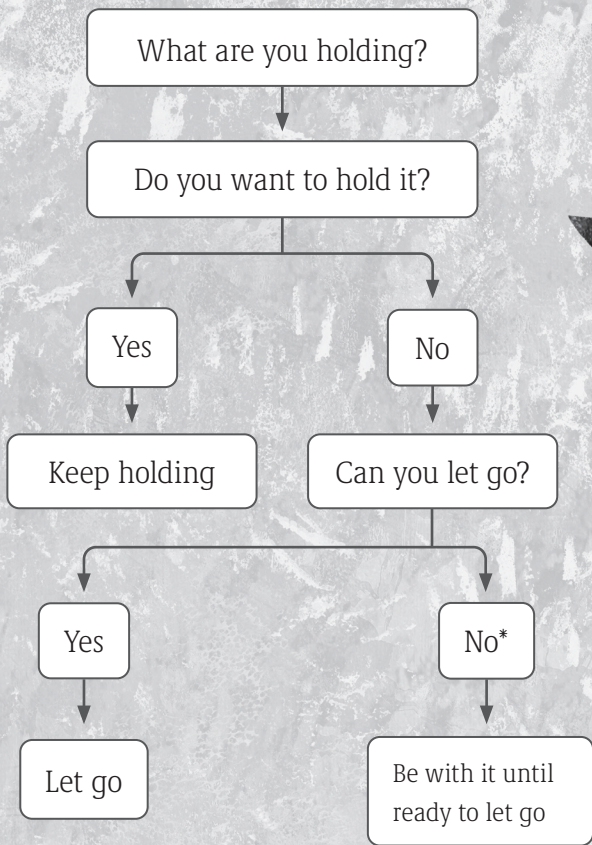 What are you holding?
Do you want to hold it?
Yes
No
Keep holding
Can you let go?
Yes
No*
Let go
Be with it until
ready to let go